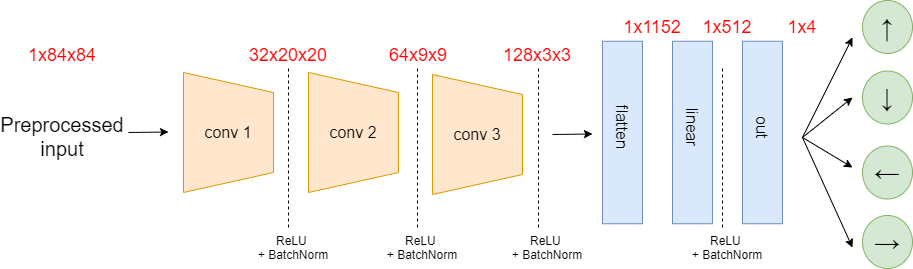 1x84x84
32x20x20
64x9x9
128x3x3
1x1152
1x512
1x4
Preprocessed
input
conv 1
conv 2
conv 3
flatten
linear
out
↑
↓
←
→
ReLU
+ BatchNorm
ReLU
+ BatchNorm
ReLU
+ BatchNorm
ReLU
+ BatchNorm